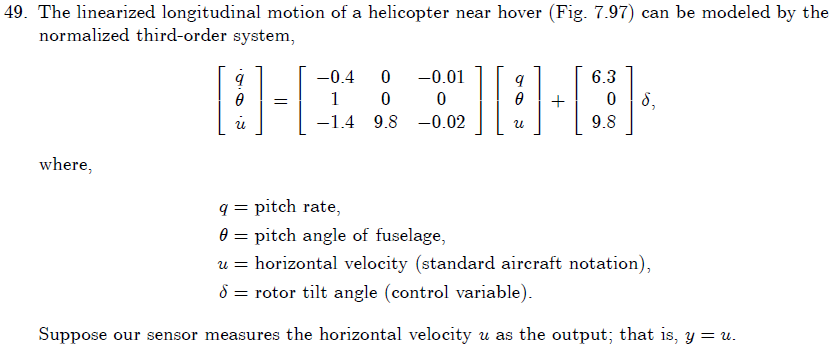 49. The linearized longitudinal motion of a helicopter near hover (Fig. 7.97) can be modeled by the
normalized third-order system,
[ q̇ θ̇ u̇ ] = [ −0.4 0 −0.01 ; 1 0 0 ; −1.4 9.8 −0.02 ] [ q θ u ] + [ 6.3 0 9.8 ] δ,
where,
q = pitch rate,
θ = pitch angle of fuselage,
u = horizontal velocity (standard aircraft notation),
δ = rotor tilt angle (control variable).
Suppose our sensor measures the horizontal velocity u as the output; that is, y = u.